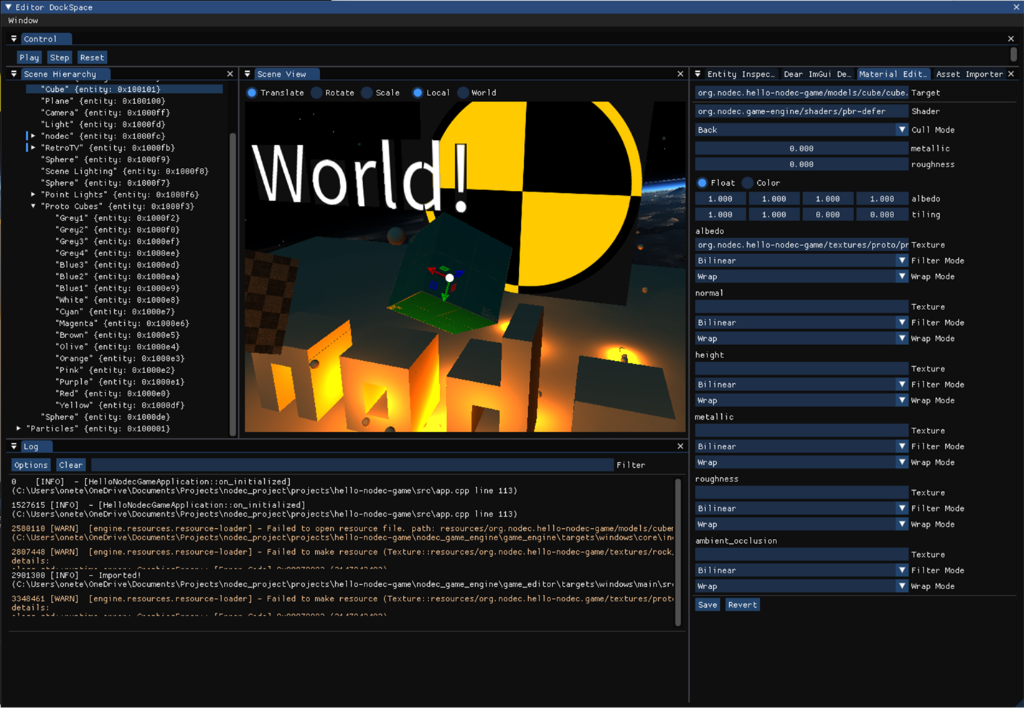 Editor DockSpace
Window
Control
Play Step Reset
Scene Hierarchy
"Cube" {entity: 0x100101}
"Plane" {entity: 0x100100}
"Camera" {entity: 0x1000ff}
"Light" {entity: 0x1000fd}
"nodec" {entity: 0x1000fc}
"RetroTV" {entity: 0x1000fb}
"Sphere" {entity: 0x1000f9}
"Scene Lighting" {entity: 0x1000f8}
"Sphere" {entity: 0x1000f7}
"Point Lights" {entity: 0x1000f6}
"Proto Cubes" {entity: 0x1000f3}
"Grey1" {entity: 0x1000f2}
"Grey2" {entity: 0x1000f0}
"Grey3" {entity: 0x1000ef}
"Grey4" {entity: 0x1000ee}
"Blue3" {entity: 0x1000ed}
"Blue2" {entity: 0x1000ea}
"Blue1" {entity: 0x1000e9}
"White" {entity: 0x1000e8}
"Cyan" {entity: 0x1000e7}
"Magenta" {entity: 0x1000e6}
"Brown" {entity: 0x1000e5}
"Olive" {entity: 0x1000e4}
"Orange" {entity: 0x1000e3}
"Pink" {entity: 0x1000e2}
"Purple" {entity: 0x1000e1}
"Red" {entity: 0x1000e0}
"Yellow" {entity: 0x1000df}
"Sphere" {entity: 0x1000de}
"Particles" {entity: 0x100001}
Scene View
Translate Rotate Scale Local World
World!
Entity Inspec… Dear ImGui De… Material Edit… Asset Importer
org.nodec.hello-nodec-game/models/cube/cube. Target
org.nodec.game-engine/shaders/pbr-defer Shader
Back Cull Mode
0.000 metallic
0.000 roughness
Float Color
1.000 1.000 1.000 1.000 albedo
1.000 1.000 0.000 0.000 tiling
albedo
org.nodec.hello-nodec-game/textures/proto/pr Texture
Bilinear Filter Mode
Wrap Wrap Mode
normal
Texture
Bilinear Filter Mode
Wrap Wrap Mode
height
Texture
Bilinear Filter Mode
Wrap Wrap Mode
metallic
Texture
Bilinear Filter Mode
Wrap Wrap Mode
roughness
Texture
Bilinear Filter Mode
Wrap Wrap Mode
ambient_occlusion
Texture
Bilinear Filter Mode
Wrap Wrap Mode
Save Revert
Log
Options Clear Filter
0 [INFO] - [HelloNodecGameApplication::on_initialized]
(C:\Users\onete\OneDrive\Documents\Projects\nodec_project\projects\hello-nodec-game\src\app.cpp line 113)
1527615 [INFO] - [HelloNodecGameApplication::on_initialized]
(C:\Users\onete\OneDrive\Documents\Projects\nodec_project\projects\hello-nodec-game\src\app.cpp line 113)
2580110 [WARN] [engine.resources.resource-loader] - Failed to open resource file. path: resources/org.nodec.hello-nodec-game/models/cube
(C:\Users\onete\OneDrive\Documents\Projects\nodec_project\projects\hello-nodec-game\nodec_game_engine\game_engine\targets\windows\core\inc
2807448 [WARN] [engine.resources.resource-loader] - Failed to make resource (Texture::resources/org.nodec.hello-nodec-game/textures/rock_
details:
2901300 [INFO] - Imported!
(C:\Users\onete\OneDrive\Documents\Projects\nodec_project\projects\hello-nodec-game\nodec_game_engine\game_editor\targets\windows\main\src
3348461 [WARN] [engine.resources.resource-loader] - Failed to make resource (Texture::resources/org.nodec.hello-nodec.game/textures/proto
details: